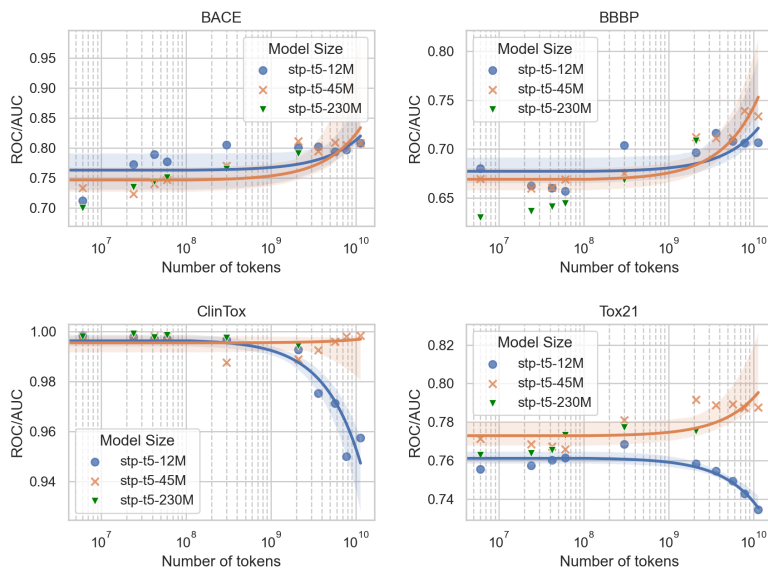 BACE
ROC/AUC
0.95
0.90
0.85
0.80
0.75
0.70
Model Size
stp-t5-12M
stp-t5-45M
stp-t5-230M
10^7
10^8
10^9
10^10
Number of tokens
BBBP
ROC/AUC
0.80
0.75
0.70
0.65
Model Size
stp-t5-12M
stp-t5-45M
stp-t5-230M
10^7
10^8
10^9
10^10
Number of tokens
ClinTox
ROC/AUC
1.00
0.98
0.96
0.94
Model Size
stp-t5-12M
stp-t5-45M
stp-t5-230M
10^7
10^8
10^9
10^10
Number of tokens
Tox21
ROC/AUC
0.82
0.80
0.78
0.76
0.74
Model Size
stp-t5-12M
stp-t5-45M
stp-t5-230M
10^7
10^8
10^9
10^10
Number of tokens